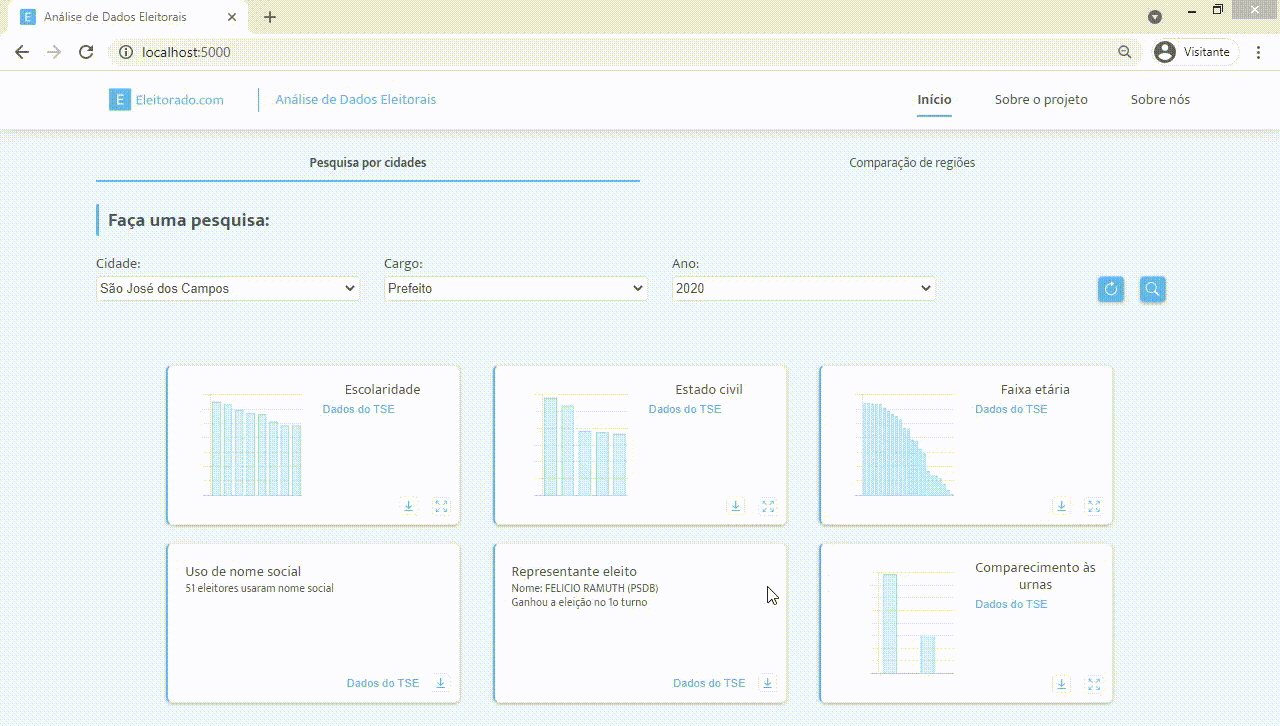 E Análise de Dados Eleitorais
localhost:5000
Visitante
E Eleitorado.com
Análise de Dados Eleitorais
Início
Sobre o projeto
Sobre nós
Pesquisa por cidades
Comparação de regiões
Faça uma pesquisa:
Cidade:
Cargo:
Ano:
São José dos Campos
Prefeito
2020
Escolaridade
Dados do TSE
Estado civil
Dados do TSE
Faixa etária
Dados do TSE
Uso de nome social
51 eleitores usaram nome social
Dados do TSE
Representante eleito
Nome: FELICIO RAMUTH (PSDB)
Ganhou a eleição no 1o turno
Dados do TSE
Comparecimento às
urnas
Dados do TSE